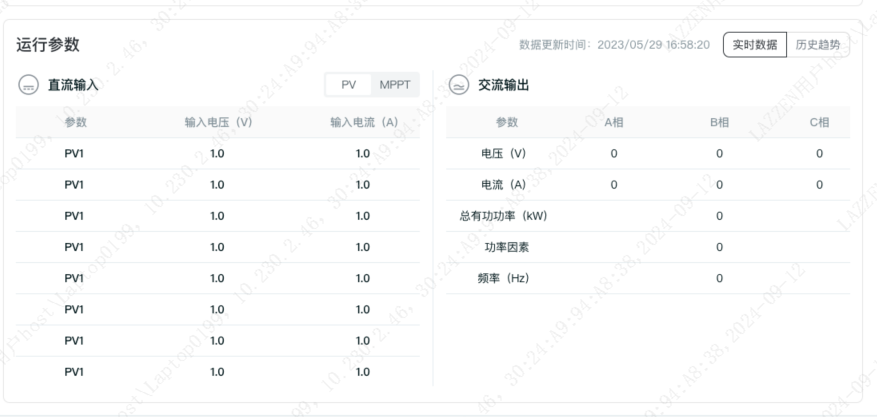 运行参数
数据更新时间：2023/05/29 16:58:20 实时数据 历史趋势
直流输入 PV MPPT
参数 输入电压（V） 输入电流（A）
PV1 1.0 1.0
PV1 1.0 1.0
PV1 1.0 1.0
PV1 1.0 1.0
PV1 1.0 1.0
PV1 1.0 1.0
PV1 1.0 1.0
PV1 1.0 1.0
交流输出
参数 A相 B相 C相
电压（V） 0 0 0
电流（A） 0 0 0
总有功功率（kW） 0
功率因素 0
频率（Hz） 0